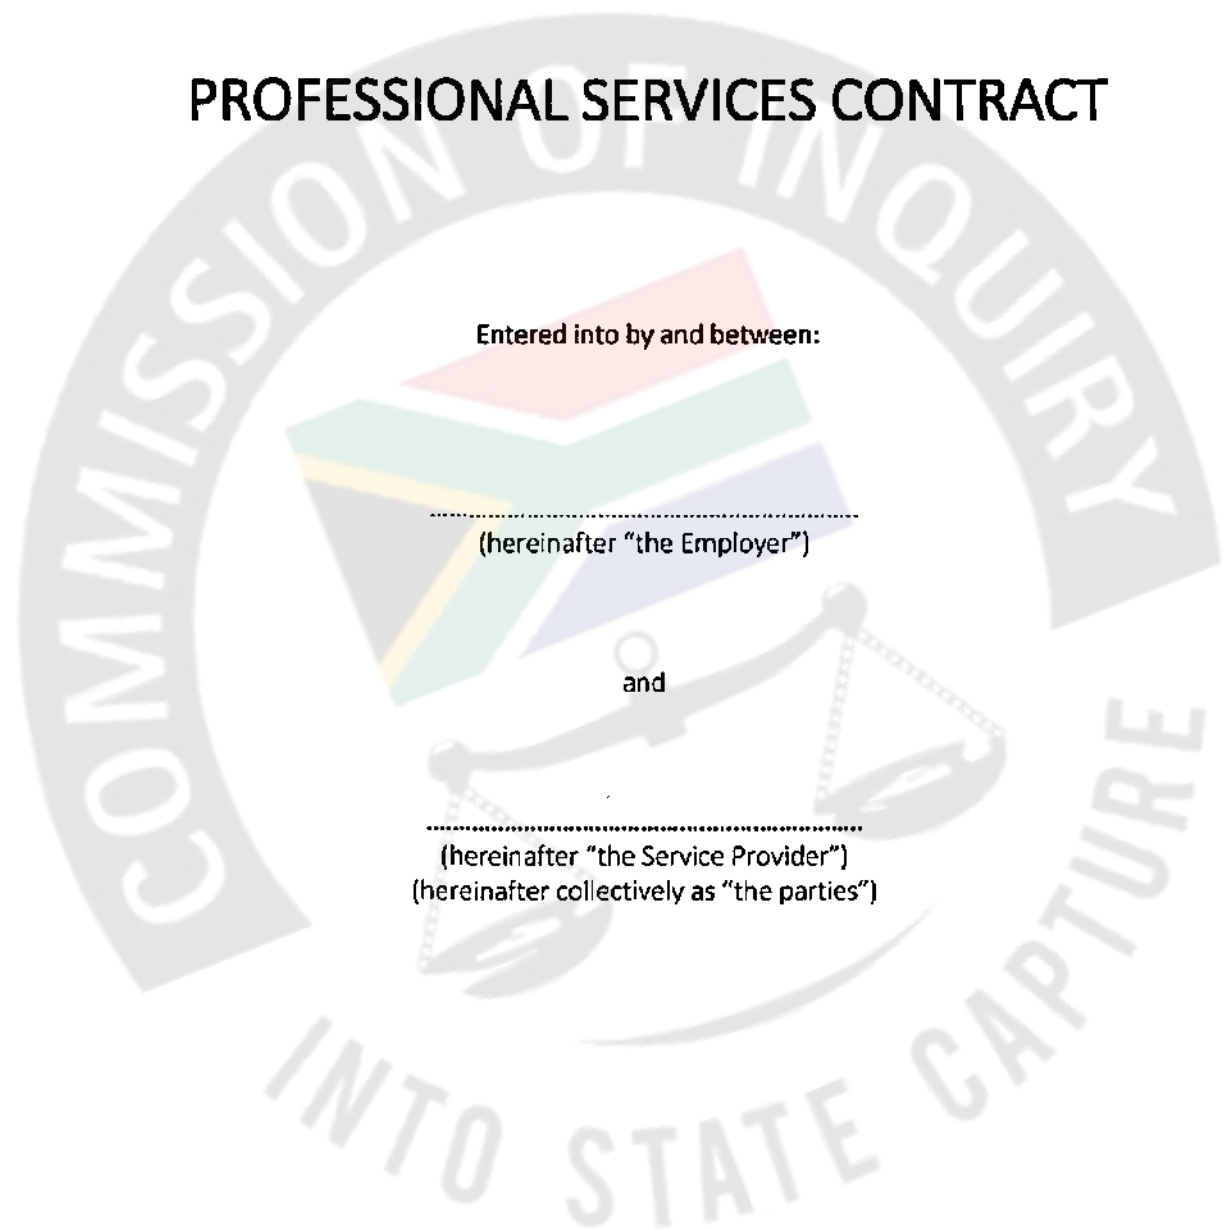 PROFESSIONAL SERVICES CONTRACT
Entered into by and between:
............................................................
(hereinafter “the Employer”)
and
............................................................
(hereinafter “the Service Provider”)
(hereinafter collectively as “the parties”)
COMMISSION OF INQUIRY
INTO STATE CAPTURE